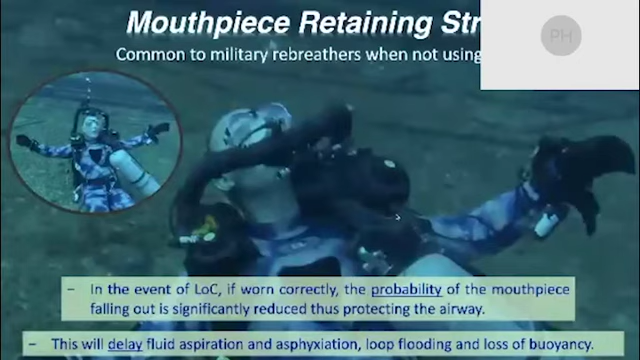 Mouthpiece Retaining Str
Common to military rebreathers when not using
PH
– In the event of LoC, if worn correctly, the probability of the mouthpiece
falling out is significantly reduced thus protecting the airway.
– This will delay fluid aspiration and asphyxiation, loop flooding and loss of buoyancy.